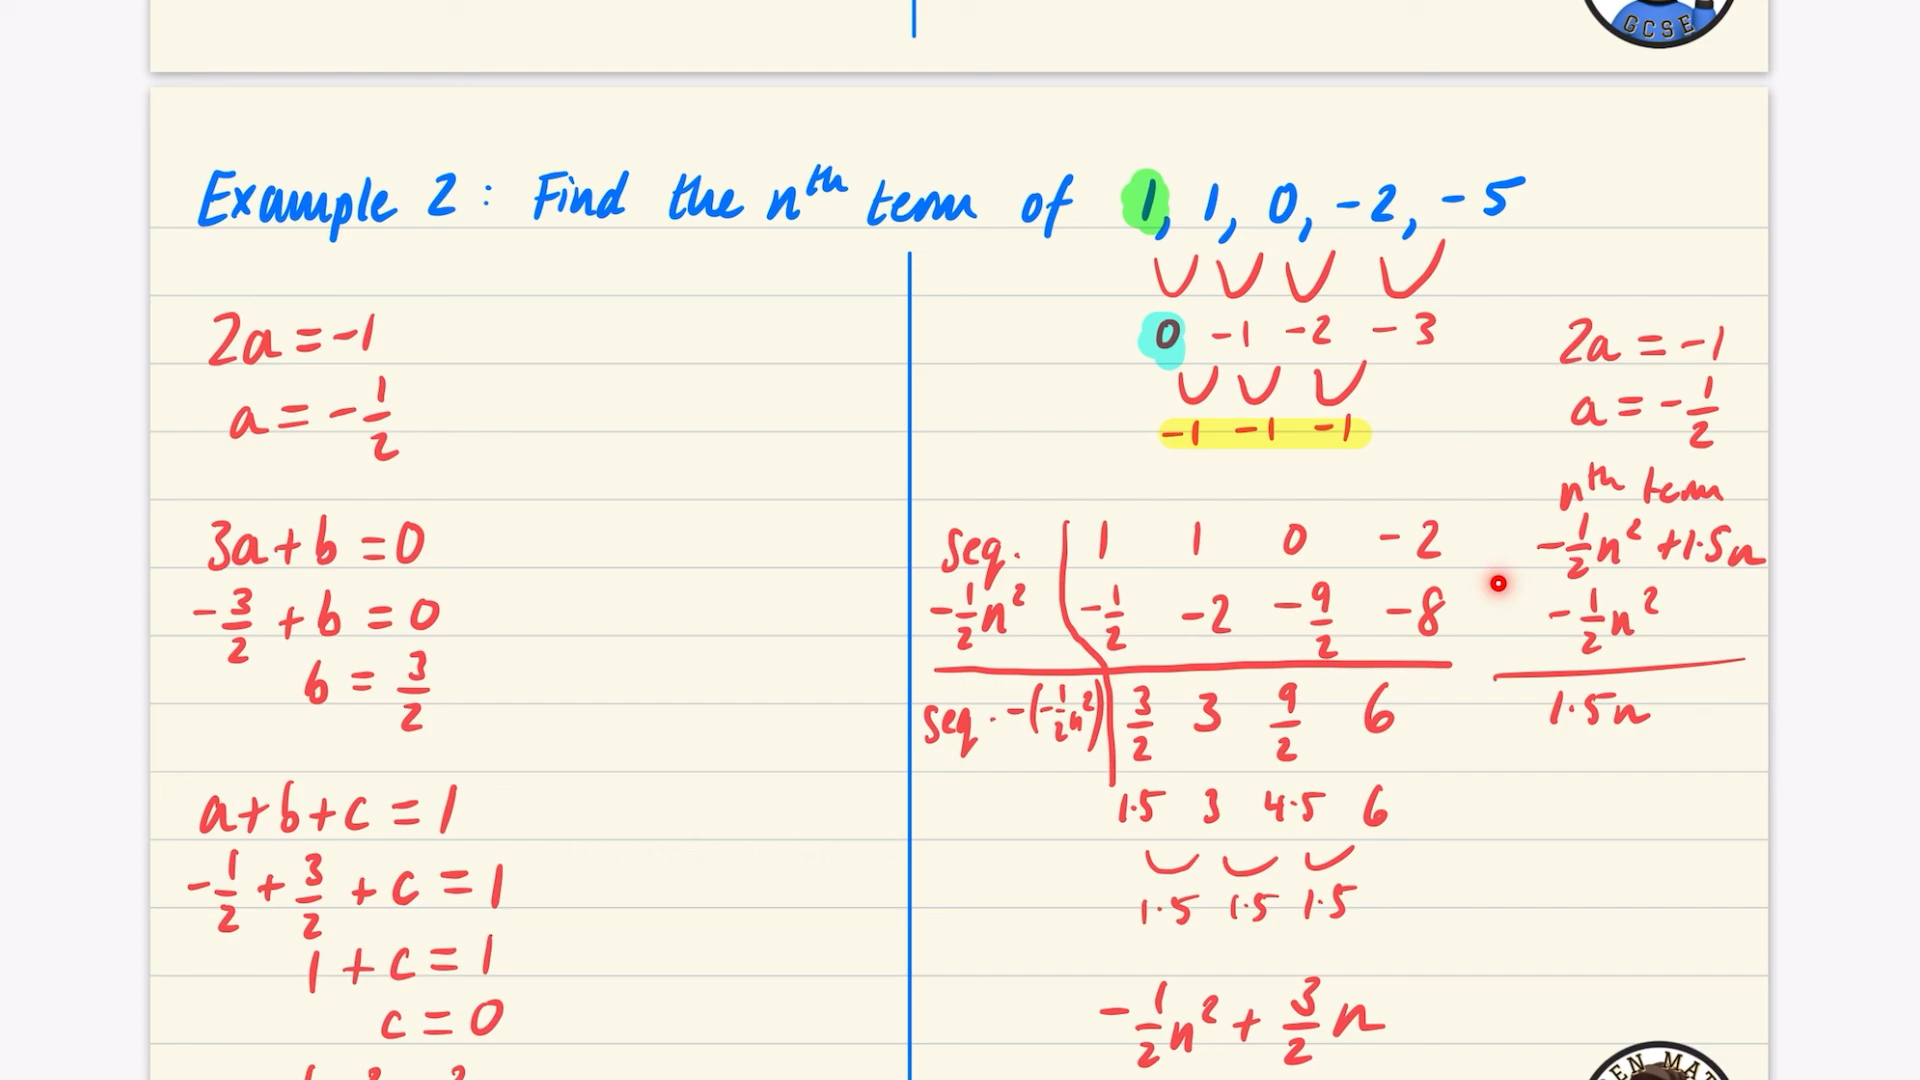 GCSE
Example 2: Find the nth term of 1, 1, 0, -2, -5
0 -1 -2 -3
-1 -1 -1
2a = -1
a = -1/2
3a + b = 0
-3/2 + b = 0
b = 3/2
a + b + c = 1
-1/2 + 3/2 + c = 1
1 + c = 1
c = 0
seq. 1 1 0 -2
-1/2n² -1/2 -2 -9/2 -8
seq. -(-1/2n²) 3/2 3 9/2 6
1.5 3 4.5 6
1.5 1.5 1.5
-1/2n² + 3/2n
2a = -1
a = -1/2
nth term
-1/2n² + 1.5n
-1/2n²
1.5n